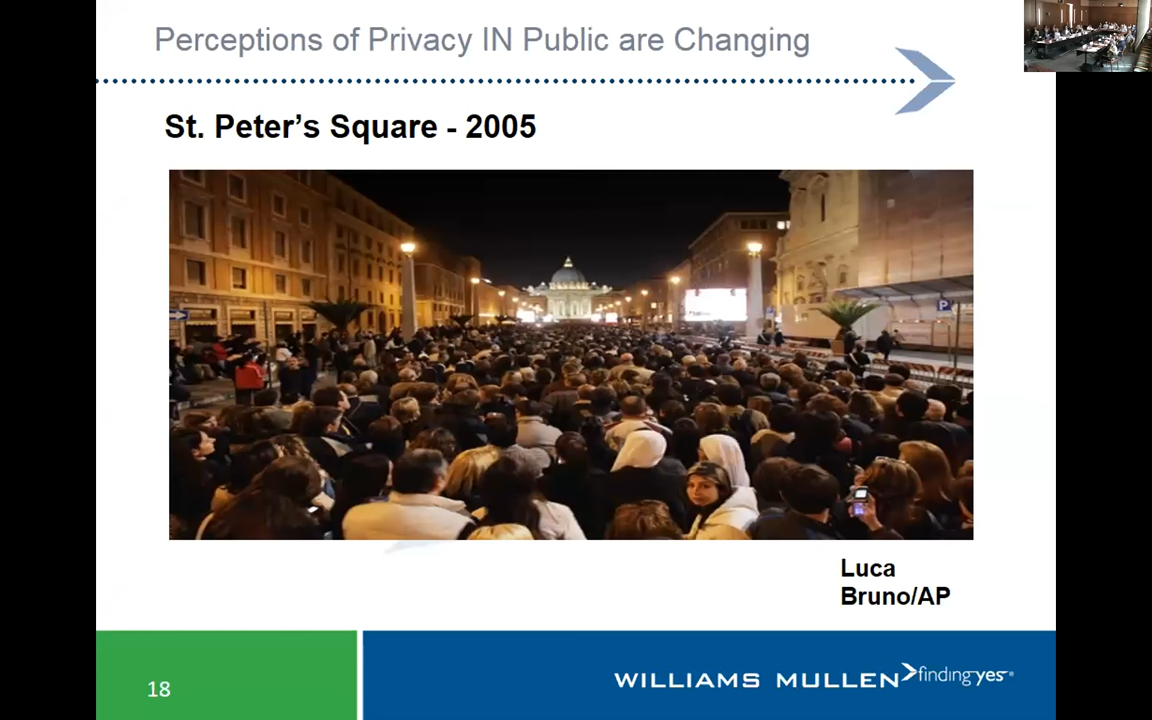 Perceptions of Privacy IN Public are Changing
St. Peter's Square - 2005
P
Luca
Bruno/AP
18
WILLIAMS MULLEN finding yes®